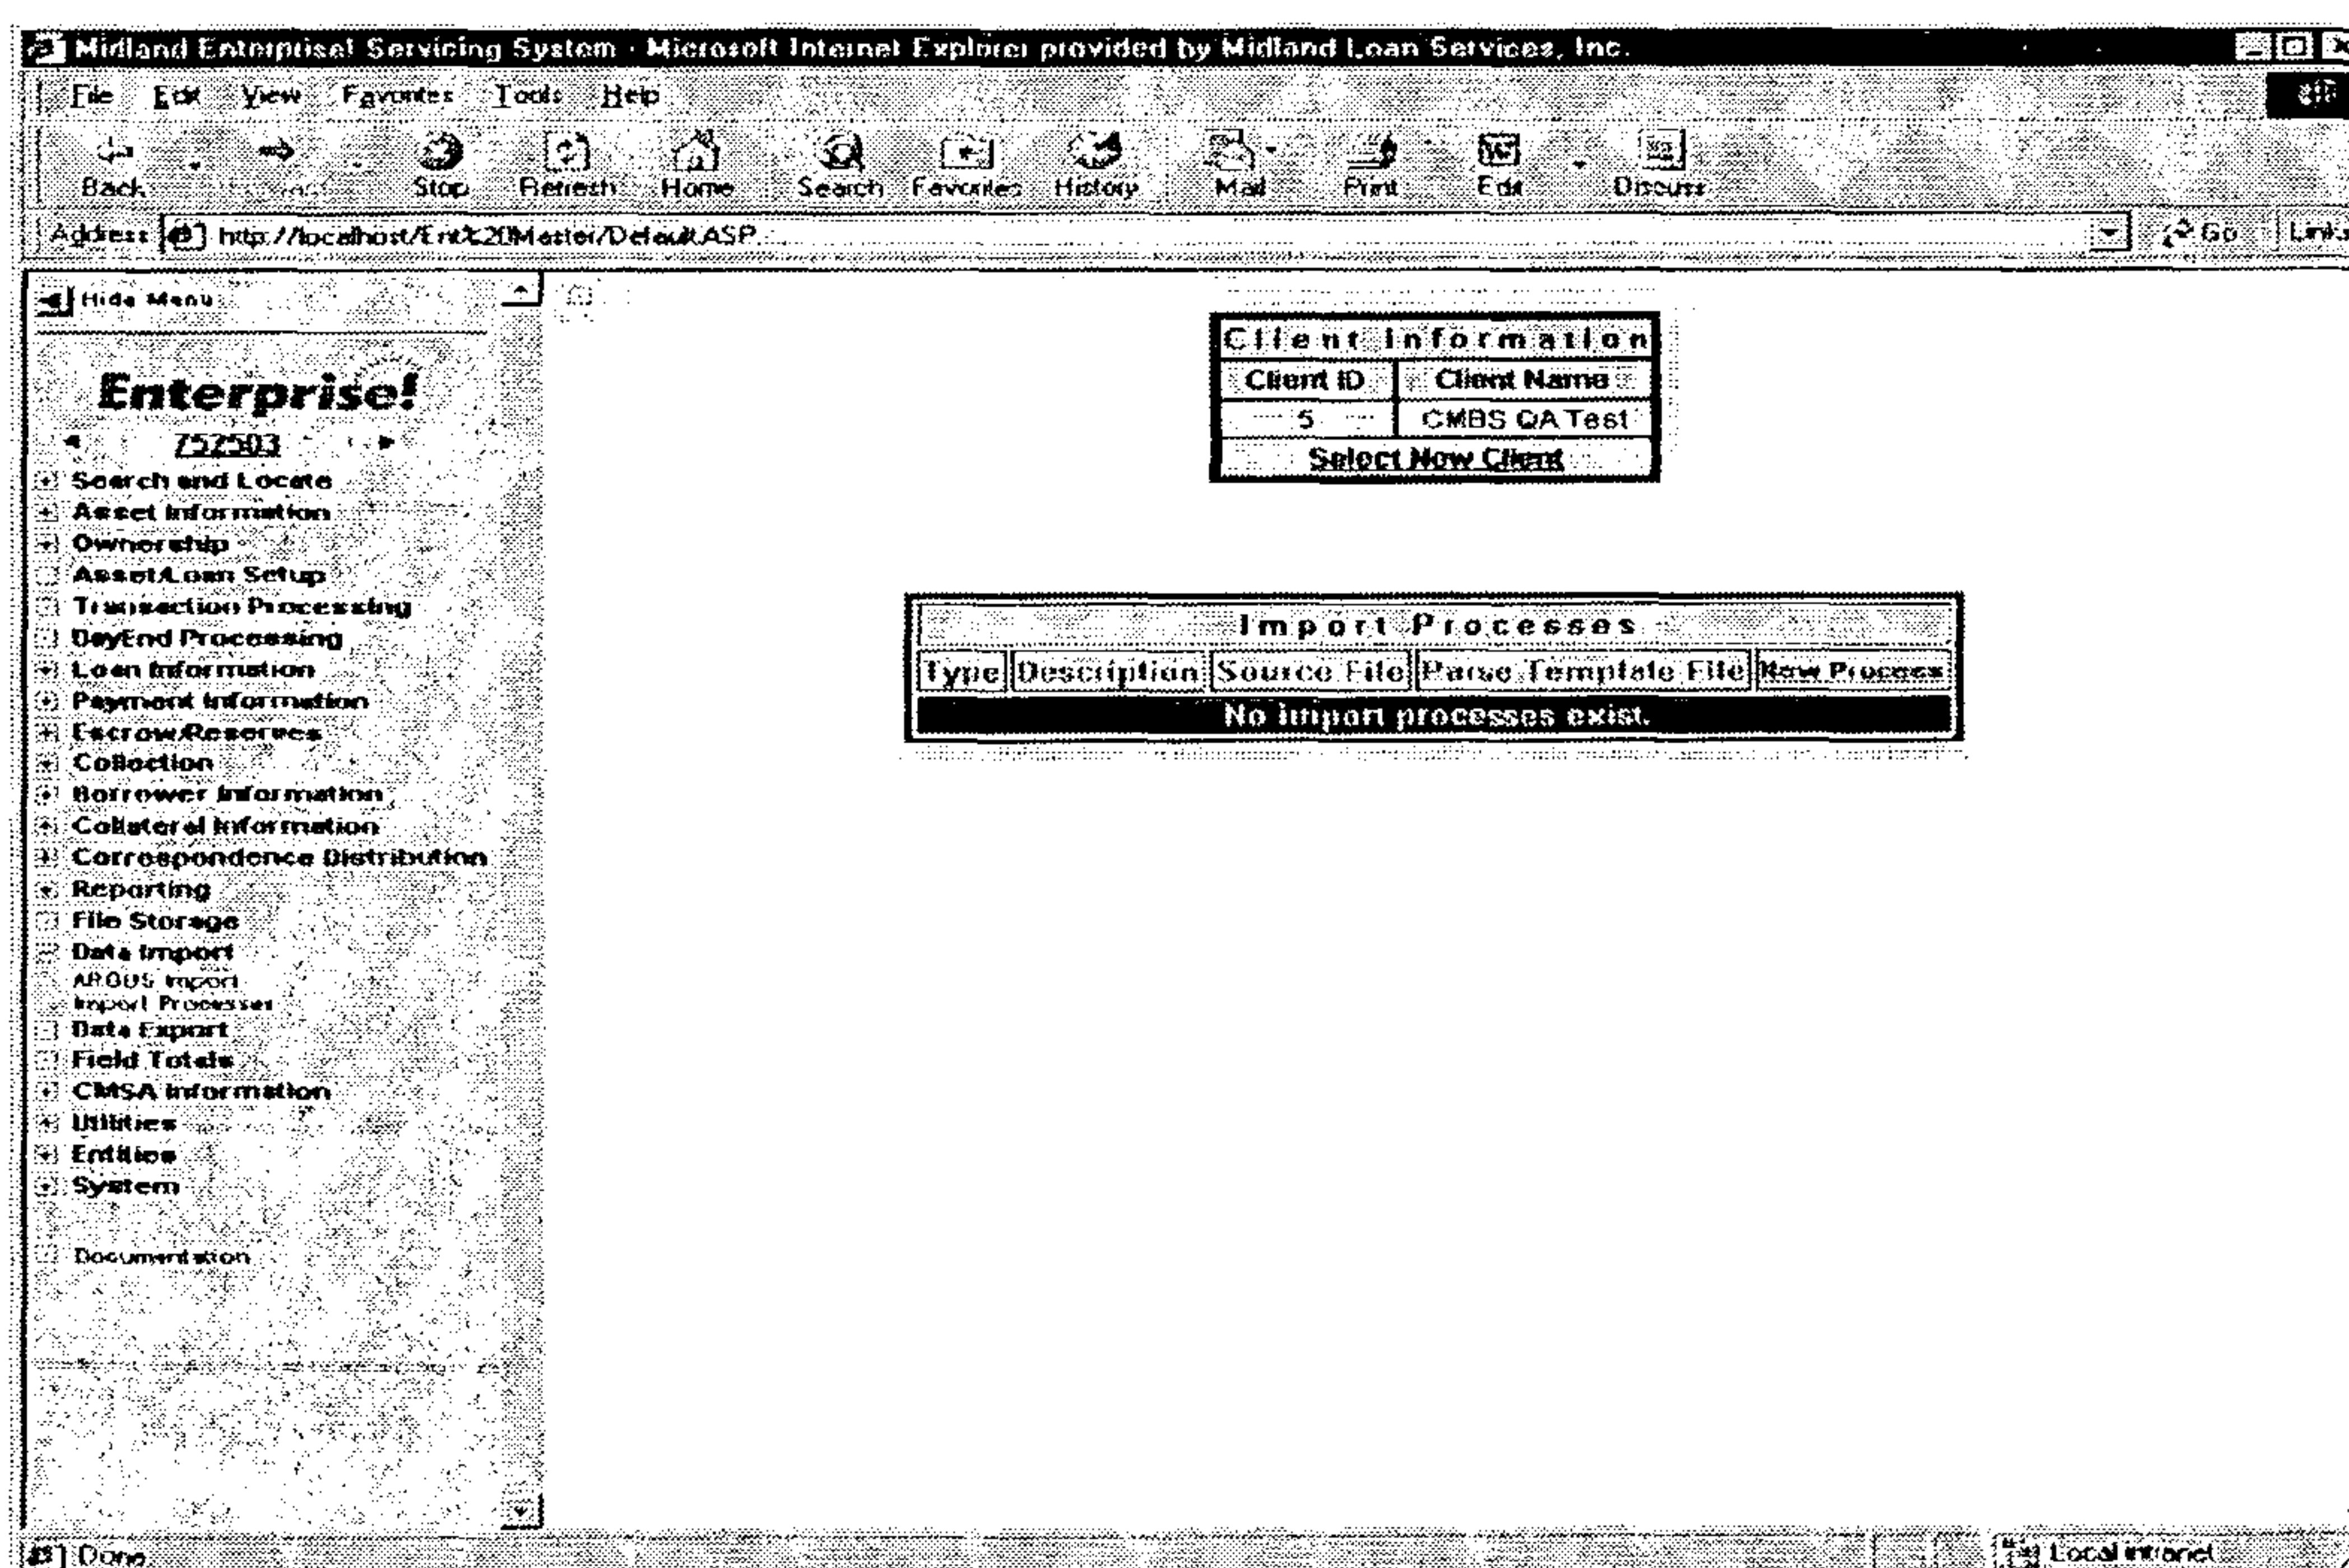 Midland Enterprise! Servicing System - Microsoft Internet Explorer provided by Midland Loan Services, Inc.
File Edit View Favorites Tools Help
Back Stop Refresh Home Search Favorites History Mail Print Edit Discuss
Address http://localhost/Ent%20Master/Default.ASP Go Links
Hide Menu
Enterprise!
752503
Search and Locate
Asset Information
Ownership
Asset/Loan Setup
Transaction Processing
DayEnd Processing
Loan Information
Payment Information
Escrow/Reserves
Collection
Borrower Information
Collateral Information
Correspondence Distribution
Reporting
File Storage
Data Import
ARGUS Import
Import Processes
Data Export
Field Totals
CMSA Information
Utilities
Entities
System
Documentation
Client Information
Client ID Client Name
5 CMBS QA Test
Select New Client
Import Processes
Type Description Source File Parse Template File New Process
No import processes exist.
Done Local intranet